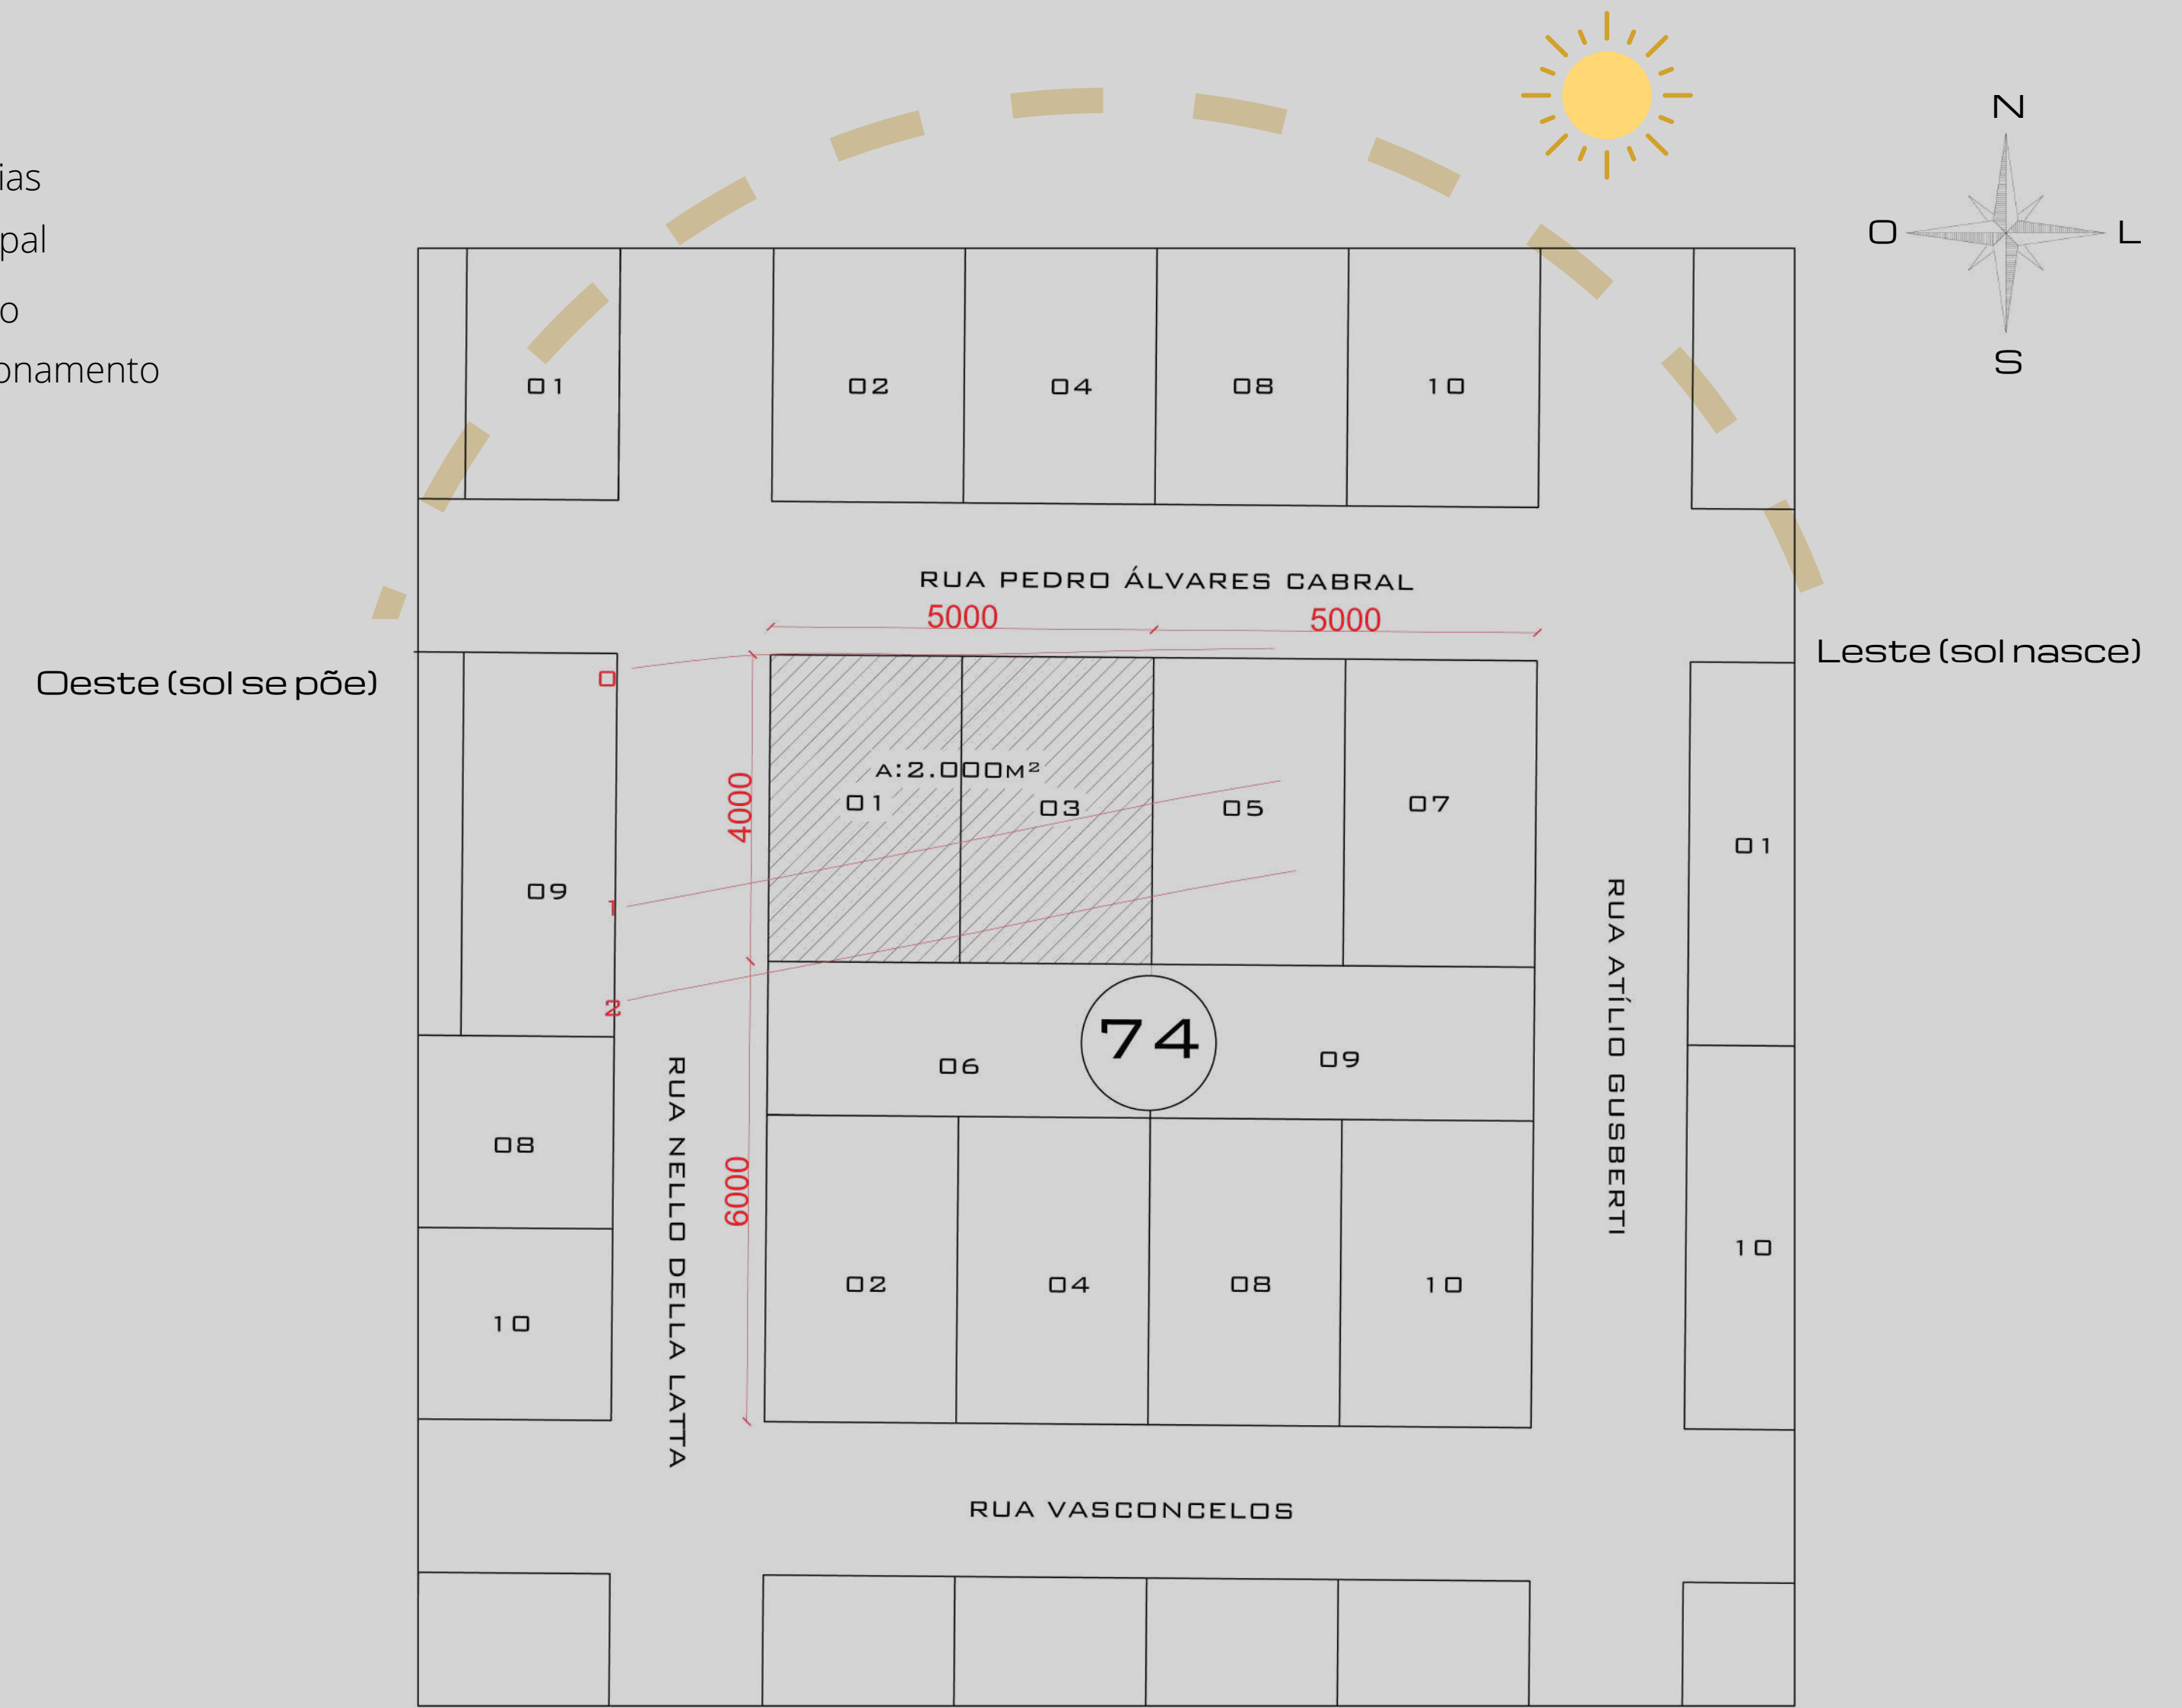 ias
pal
o
onamento
N
O
L
S
01
02
04
08
10
RUA PEDRO ÁLVARES CABRAL
5000
5000
Oeste (sol se põe)
Leste (sol nasce)
0
A:2.000M²
4000
01
03
05
07
01
09
1
2
RUA ATÍLIO GUSBERTI
74
06
09
RUA NELLO DELLA LATTA
08
6000
10
02
04
08
10
10
RUA VASCONCELOS